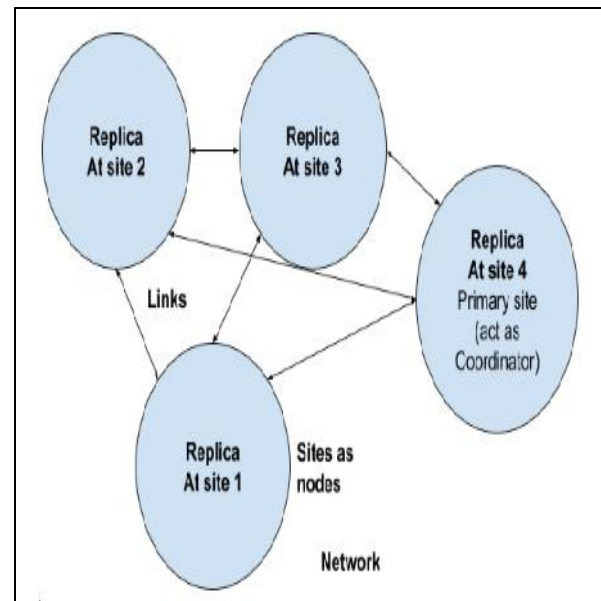 Replica
At site 2
Replica
At site 3
Replica
At site 4
Primary site
(act as
Coordinator)
Links
Replica
At site 1
Sites as
nodes
Network